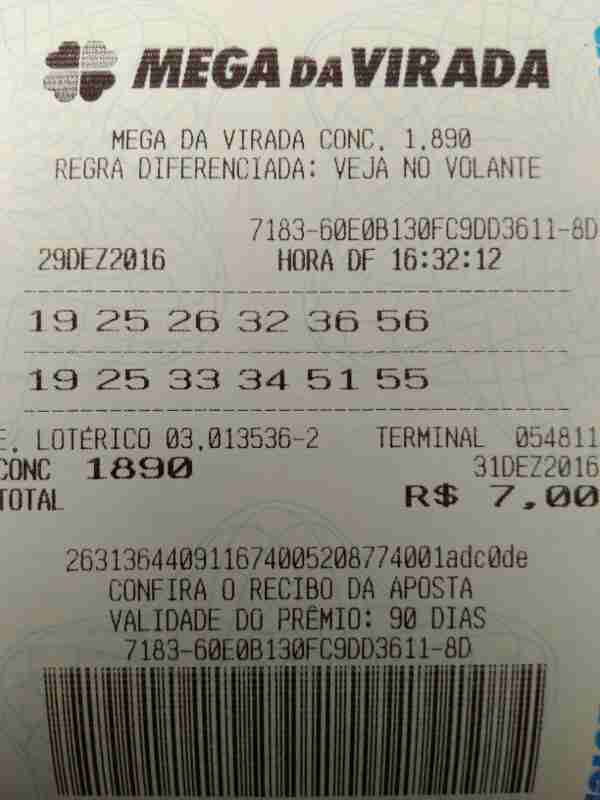 MEGA DA VIRADA
MEGA DA VIRADA CONC. 1.890
REGRA DIFERENCIADA: VEJA NO VOLANTE
7183-60E0B130FC9DD3611-8D
29DEZ2016 HORA DF 16:32:12
19 25 26 32 36 56
19 25 33 34 51 55
E. LOTÉRICO 03.013536-2 TERMINAL 054811
CONC 1890 31DEZ2016
TOTAL R$ 7,00
263136440911674005208774001adc0de
CONFIRA O RECIBO DA APOSTA
VALIDADE DO PRÊMIO: 90 DIAS
7183-60E0B130FC9DD3611-8D